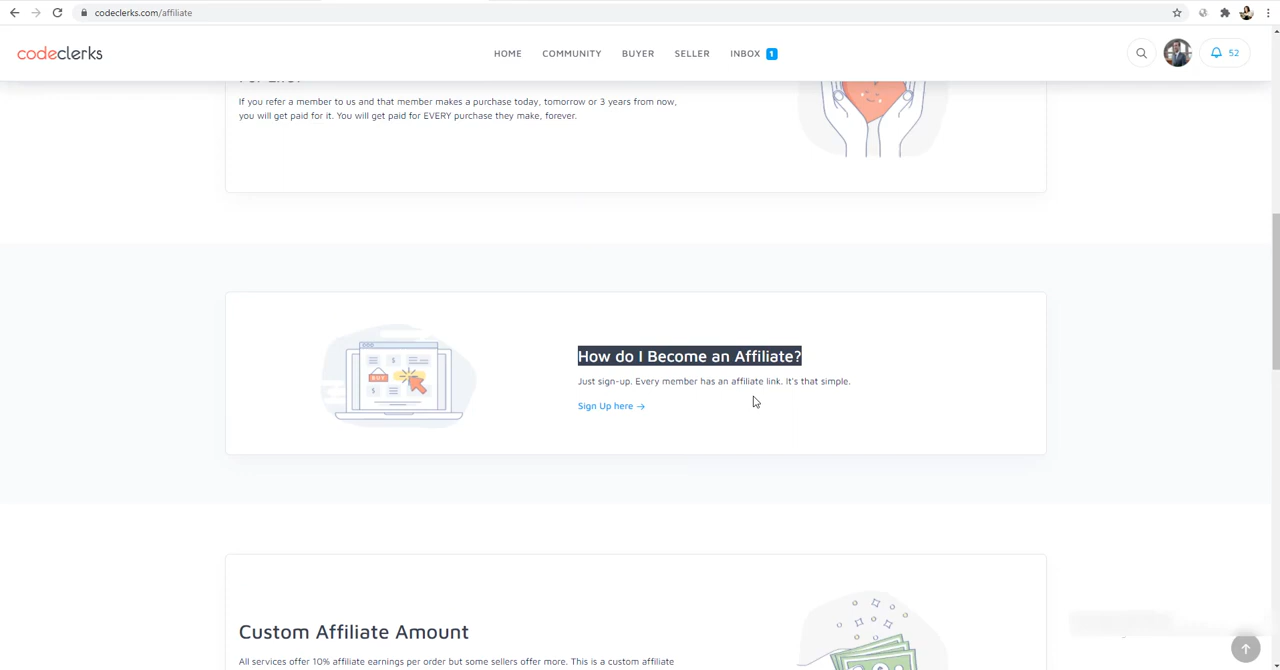 codeclerks.com/affiliate
codeclerks
HOME
COMMUNITY
BUYER
SELLER
INBOX
1
52
If you refer a member to us and that member makes a purchase today, tomorrow or 3 years from now,
you will get paid for it. You will get paid for EVERY purchase they make, forever.
BUY
$
$
How do I Become an Affiliate?
Just sign-up. Every member has an affiliate link. It's that simple.
Sign Up here →
Custom Affiliate Amount
All services offer 10% affiliate earnings per order but some sellers offer more. This is a custom affiliate